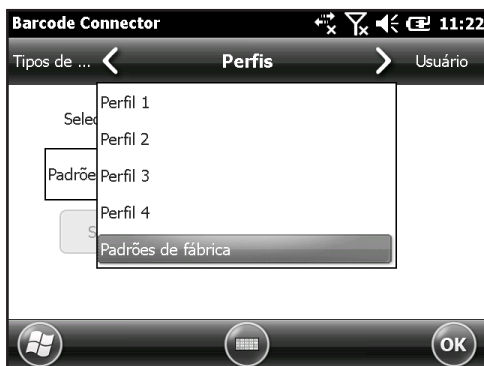 Barcode Connector 11:22
Tipos de ... Perfis Usuário
Selec
Perfil 1
Perfil 2
Padrõe
Perfil 3
Perfil 4
S
Padrões de fábrica
OK